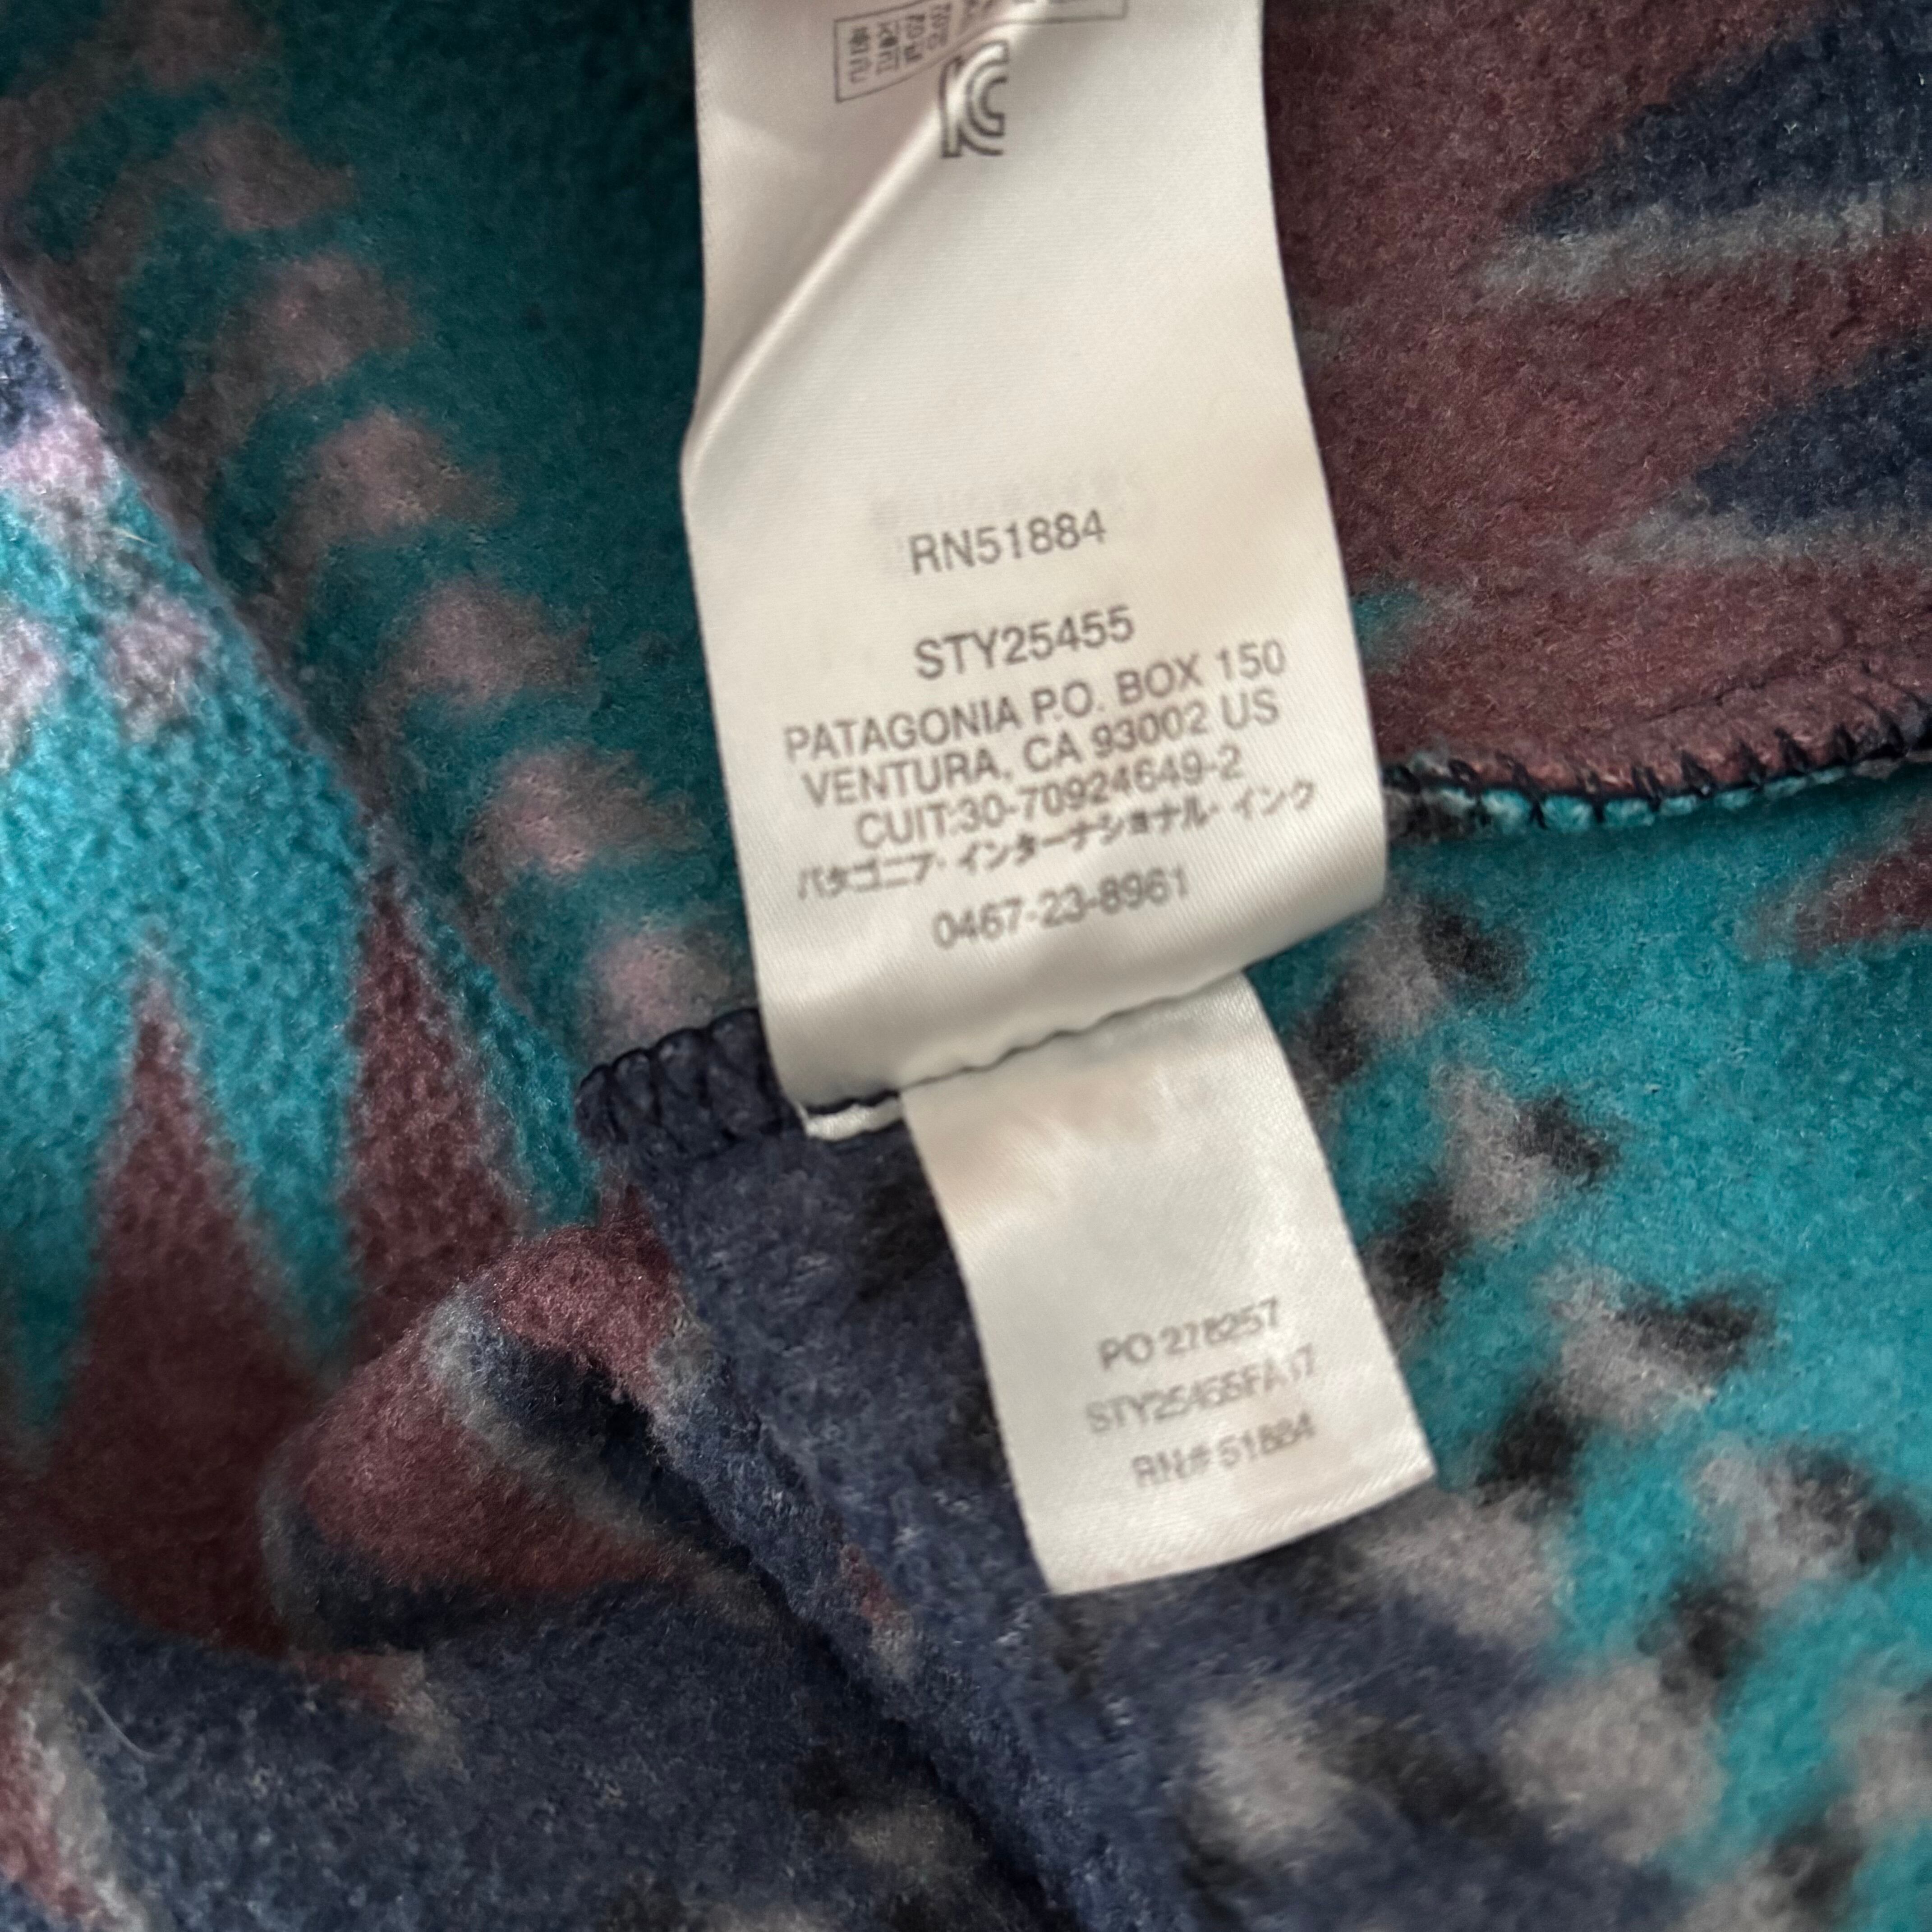 RN51884
STY25455
PATAGONIA P.O. BOX 150
VENTURA, CA 93002 US
CUIT:30-70924649-2
パタゴニア・インターナショナル・インク
0467-23-8961
PO 278257
STY25455FA17
RN# 51884